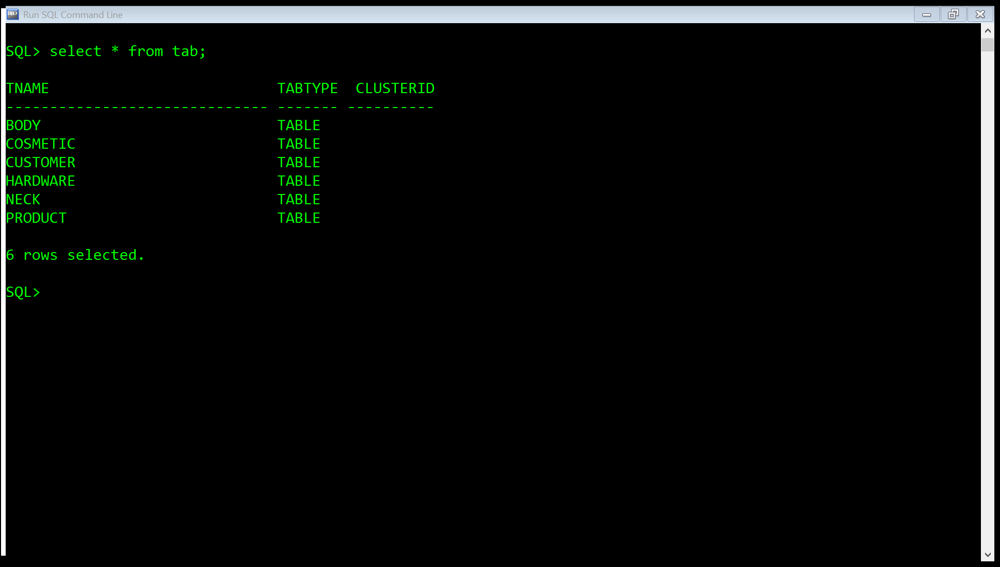 Run SQL Command Line
SQL> select * from tab;
TNAME                          TABTYPE  CLUSTERID
------------------------------ ------- ----------
BODY                           TABLE
COSMETIC                       TABLE
CUSTOMER                       TABLE
HARDWARE                       TABLE
NECK                           TABLE
PRODUCT                        TABLE
6 rows selected.
SQL>